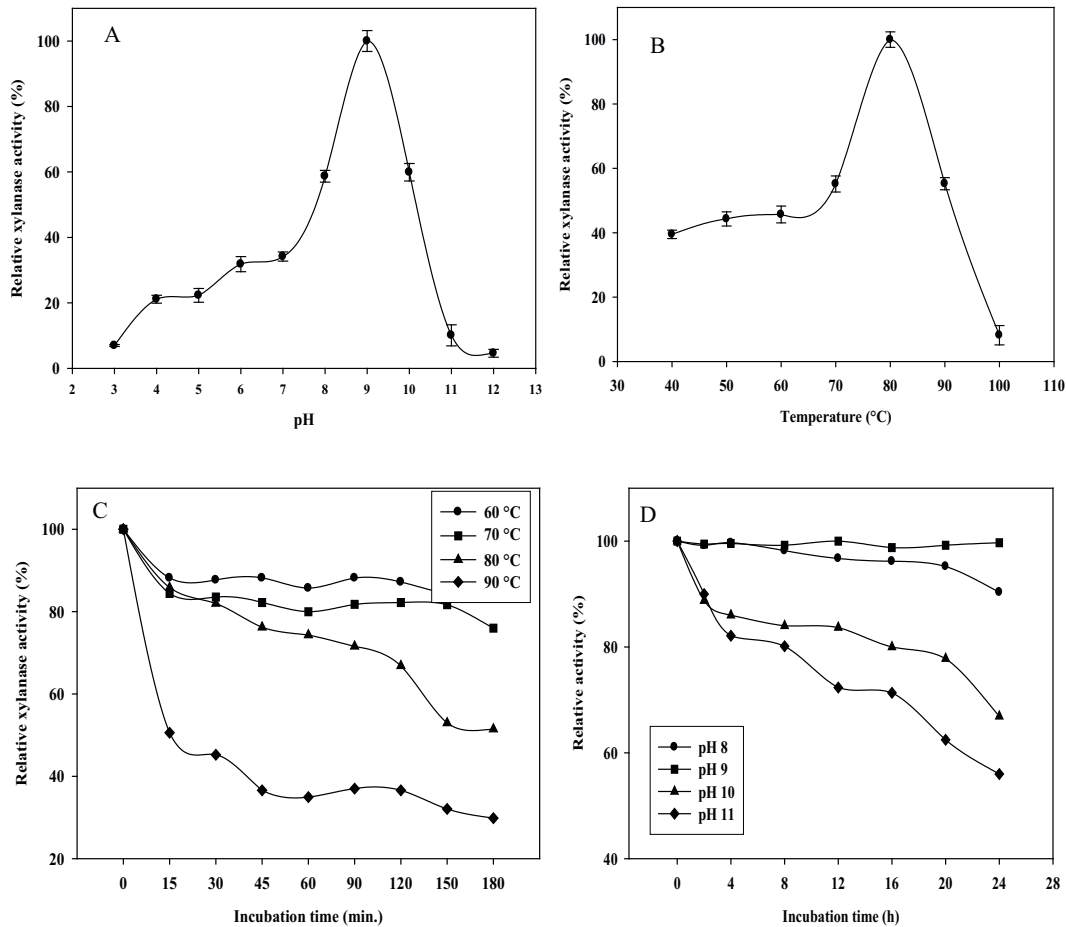 A
Relative xylanase activity (%)
100
80
60
40
20
0
2 3 4 5 6 7 8 9 10 11 12 13
pH
B
Relative xylanase activity (%)
100
80
60
40
20
0
30 40 50 60 70 80 90 100 110
Temperature (°C)
C
60 °C
70 °C
80 °C
90 °C
Relative xylanase activity (%)
100
80
60
40
20
0 15 30 45 60 90 120 150 180
Incubation time (min.)
D
Relative activity (%)
100
80
60
40
pH 8
pH 9
pH 10
pH 11
0 4 8 12 16 20 24 28
Incubation time (h)